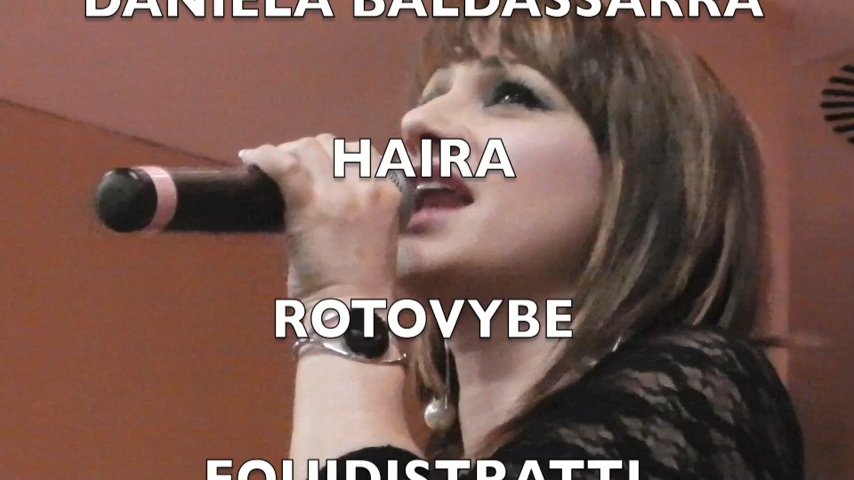 DANIELA BALDASSARRA
HAIRA
ROTOVYBE
EQUIDISTRATTI